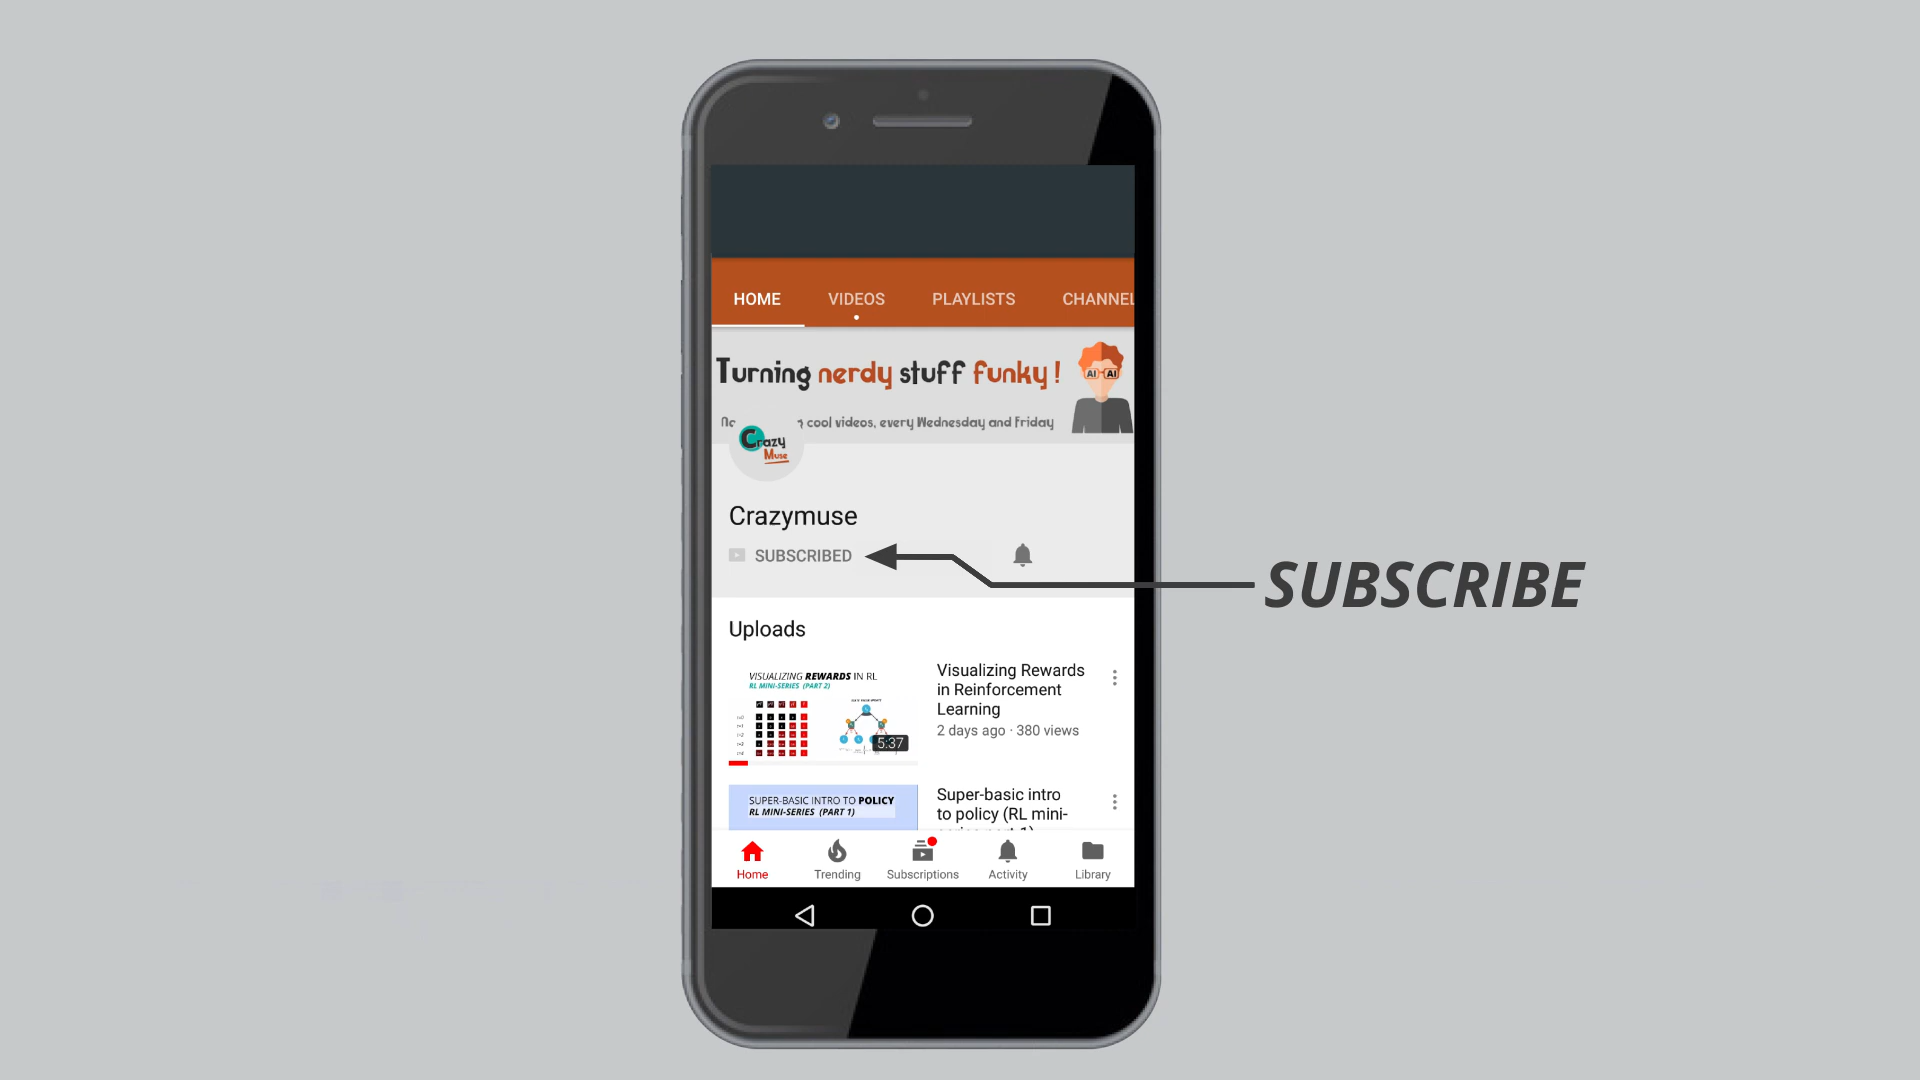 HOME VIDEOS PLAYLISTS CHANNEL
Turning nerdy stuff funky !
cool videos, every Wednesday and Friday
AI AI
Crazy
Muse
Crazymuse
SUBSCRIBED
SUBSCRIBE
Uploads
VISUALIZING REWARDS IN RL
RL MINI-SERIES (PART 2)
5:37
Visualizing Rewards
in Reinforcement
Learning
2 days ago · 380 views
SUPER-BASIC INTRO TO POLICY
RL MINI-SERIES (PART 1)
Super-basic intro
to policy (RL mini-
series part 1)
Home Trending Subscriptions Activity Library